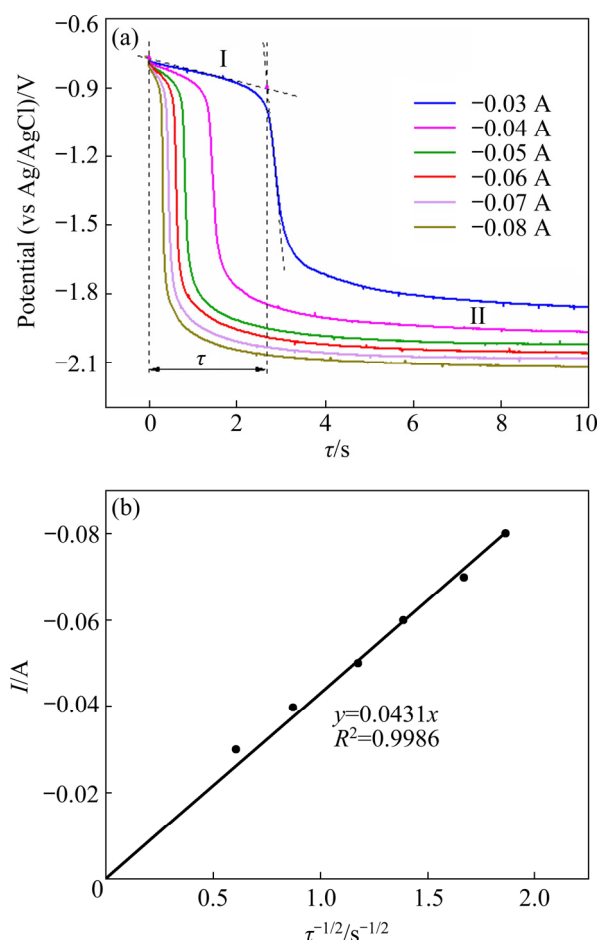 (a)
−0.6
−0.9
−1.2
−1.5
−1.8
−2.1
Potential (vs Ag/AgCl)/V
I
−0.03 A
−0.04 A
−0.05 A
−0.06 A
−0.07 A
−0.08 A
II
τ
0 2 4 6 8 10
τ/s
(b)
−0.08
−0.06
−0.04
−0.02
0
I/A
y=0.0431x
R²=0.9986
0.5 1.0 1.5 2.0
τ⁻¹/²/s⁻¹/²